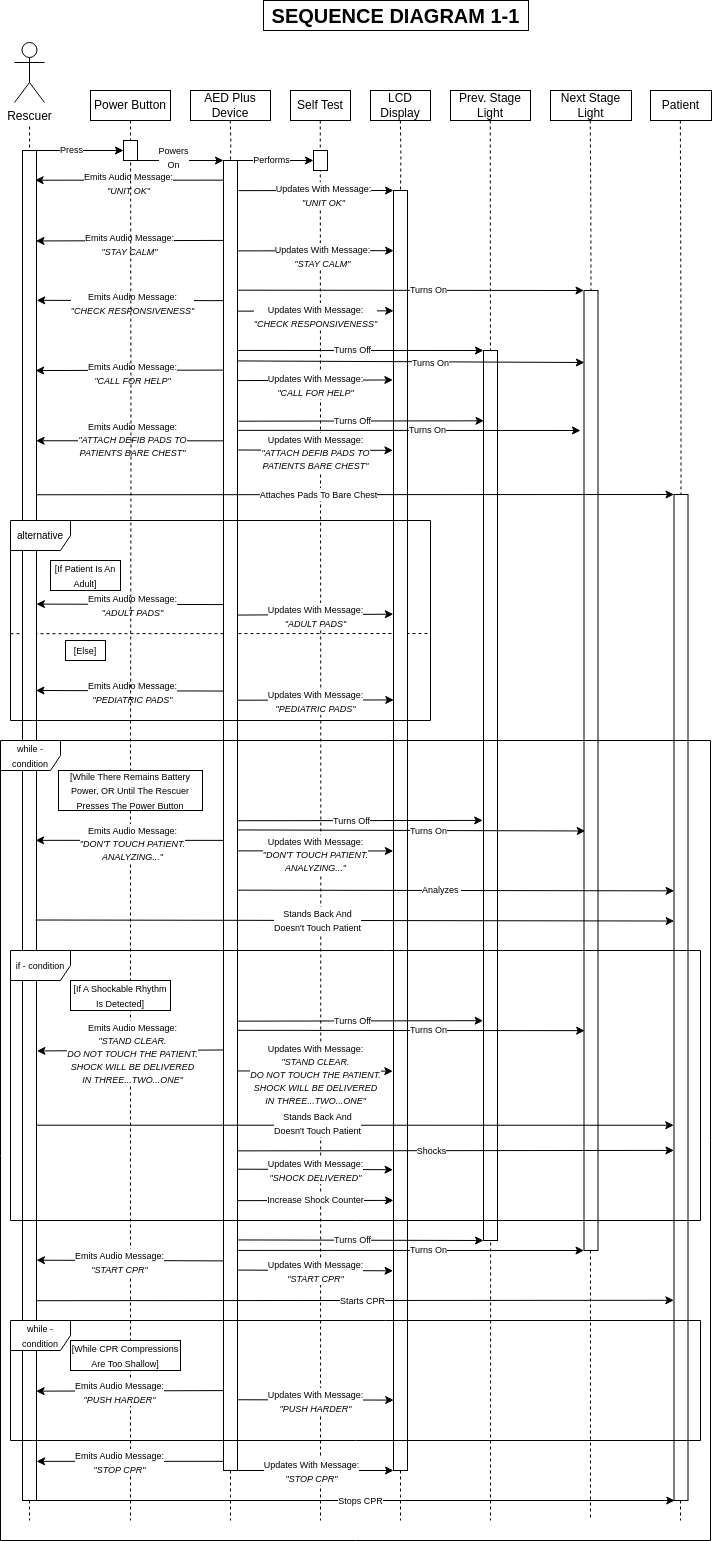 SEQUENCE DIAGRAM 1-1
Rescuer
Power Button
AED Plus
Device
Self Test
LCD
Display
Prev. Stage
Light
Next Stage
Light
Patient
Press
Powers
On
Performs
Emits Audio Message:
"UNIT OK"
Updates With Message:
"UNIT OK"
Emits Audio Message:
"STAY CALM"
Updates With Message:
"STAY CALM"
Turns On
Emits Audio Message:
"CHECK RESPONSIVENESS"
Updates With Message:
"CHECK RESPONSIVENESS"
Turns Off
Turns On
Emits Audio Message:
"CALL FOR HELP"
Updates With Message:
"CALL FOR HELP"
Turns Off
Turns On
Emits Audio Message:
"ATTACH DEFIB PADS TO
PATIENTS BARE CHEST"
Updates With Message:
"ATTACH DEFIB PADS TO
PATIENTS BARE CHEST"
Attaches Pads To Bare Chest
alternative
[If Patient Is An
Adult]
Emits Audio Message:
"ADULT PADS"
Updates With Message:
"ADULT PADS"
[Else]
Emits Audio Message:
"PEDIATRIC PADS"
Updates With Message:
"PEDIATRIC PADS"
while -
condition
[While There Remains Battery
Power, OR Until The Rescuer
Presses The Power Button
Turns Off
Turns On
Emits Audio Message:
"DON'T TOUCH PATIENT.
ANALYZING..."
Updates With Message:
"DON'T TOUCH PATIENT.
ANALYZING..."
Analyzes
Stands Back And
Doesn't Touch Patient
if - condition
[If A Shockable Rhythm
Is Detected]
Turns Off
Turns On
Emits Audio Message:
"STAND CLEAR.
DO NOT TOUCH THE PATIENT.
SHOCK WILL BE DELIVERED
IN THREE...TWO...ONE"
Updates With Message:
"STAND CLEAR.
DO NOT TOUCH THE PATIENT.
SHOCK WILL BE DELIVERED
IN THREE...TWO...ONE"
Stands Back And
Doesn't Touch Patient
Shocks
Updates With Message:
"SHOCK DELIVERED"
Increase Shock Counter
Turns Off
Turns On
Emits Audio Message:
"START CPR"
Updates With Message:
"START CPR"
Starts CPR
while -
condition
[While CPR Compressions
Are Too Shallow]
Emits Audio Message:
"PUSH HARDER"
Updates With Message:
"PUSH HARDER"
Emits Audio Message:
"STOP CPR"
Updates With Message:
"STOP CPR"
Stops CPR